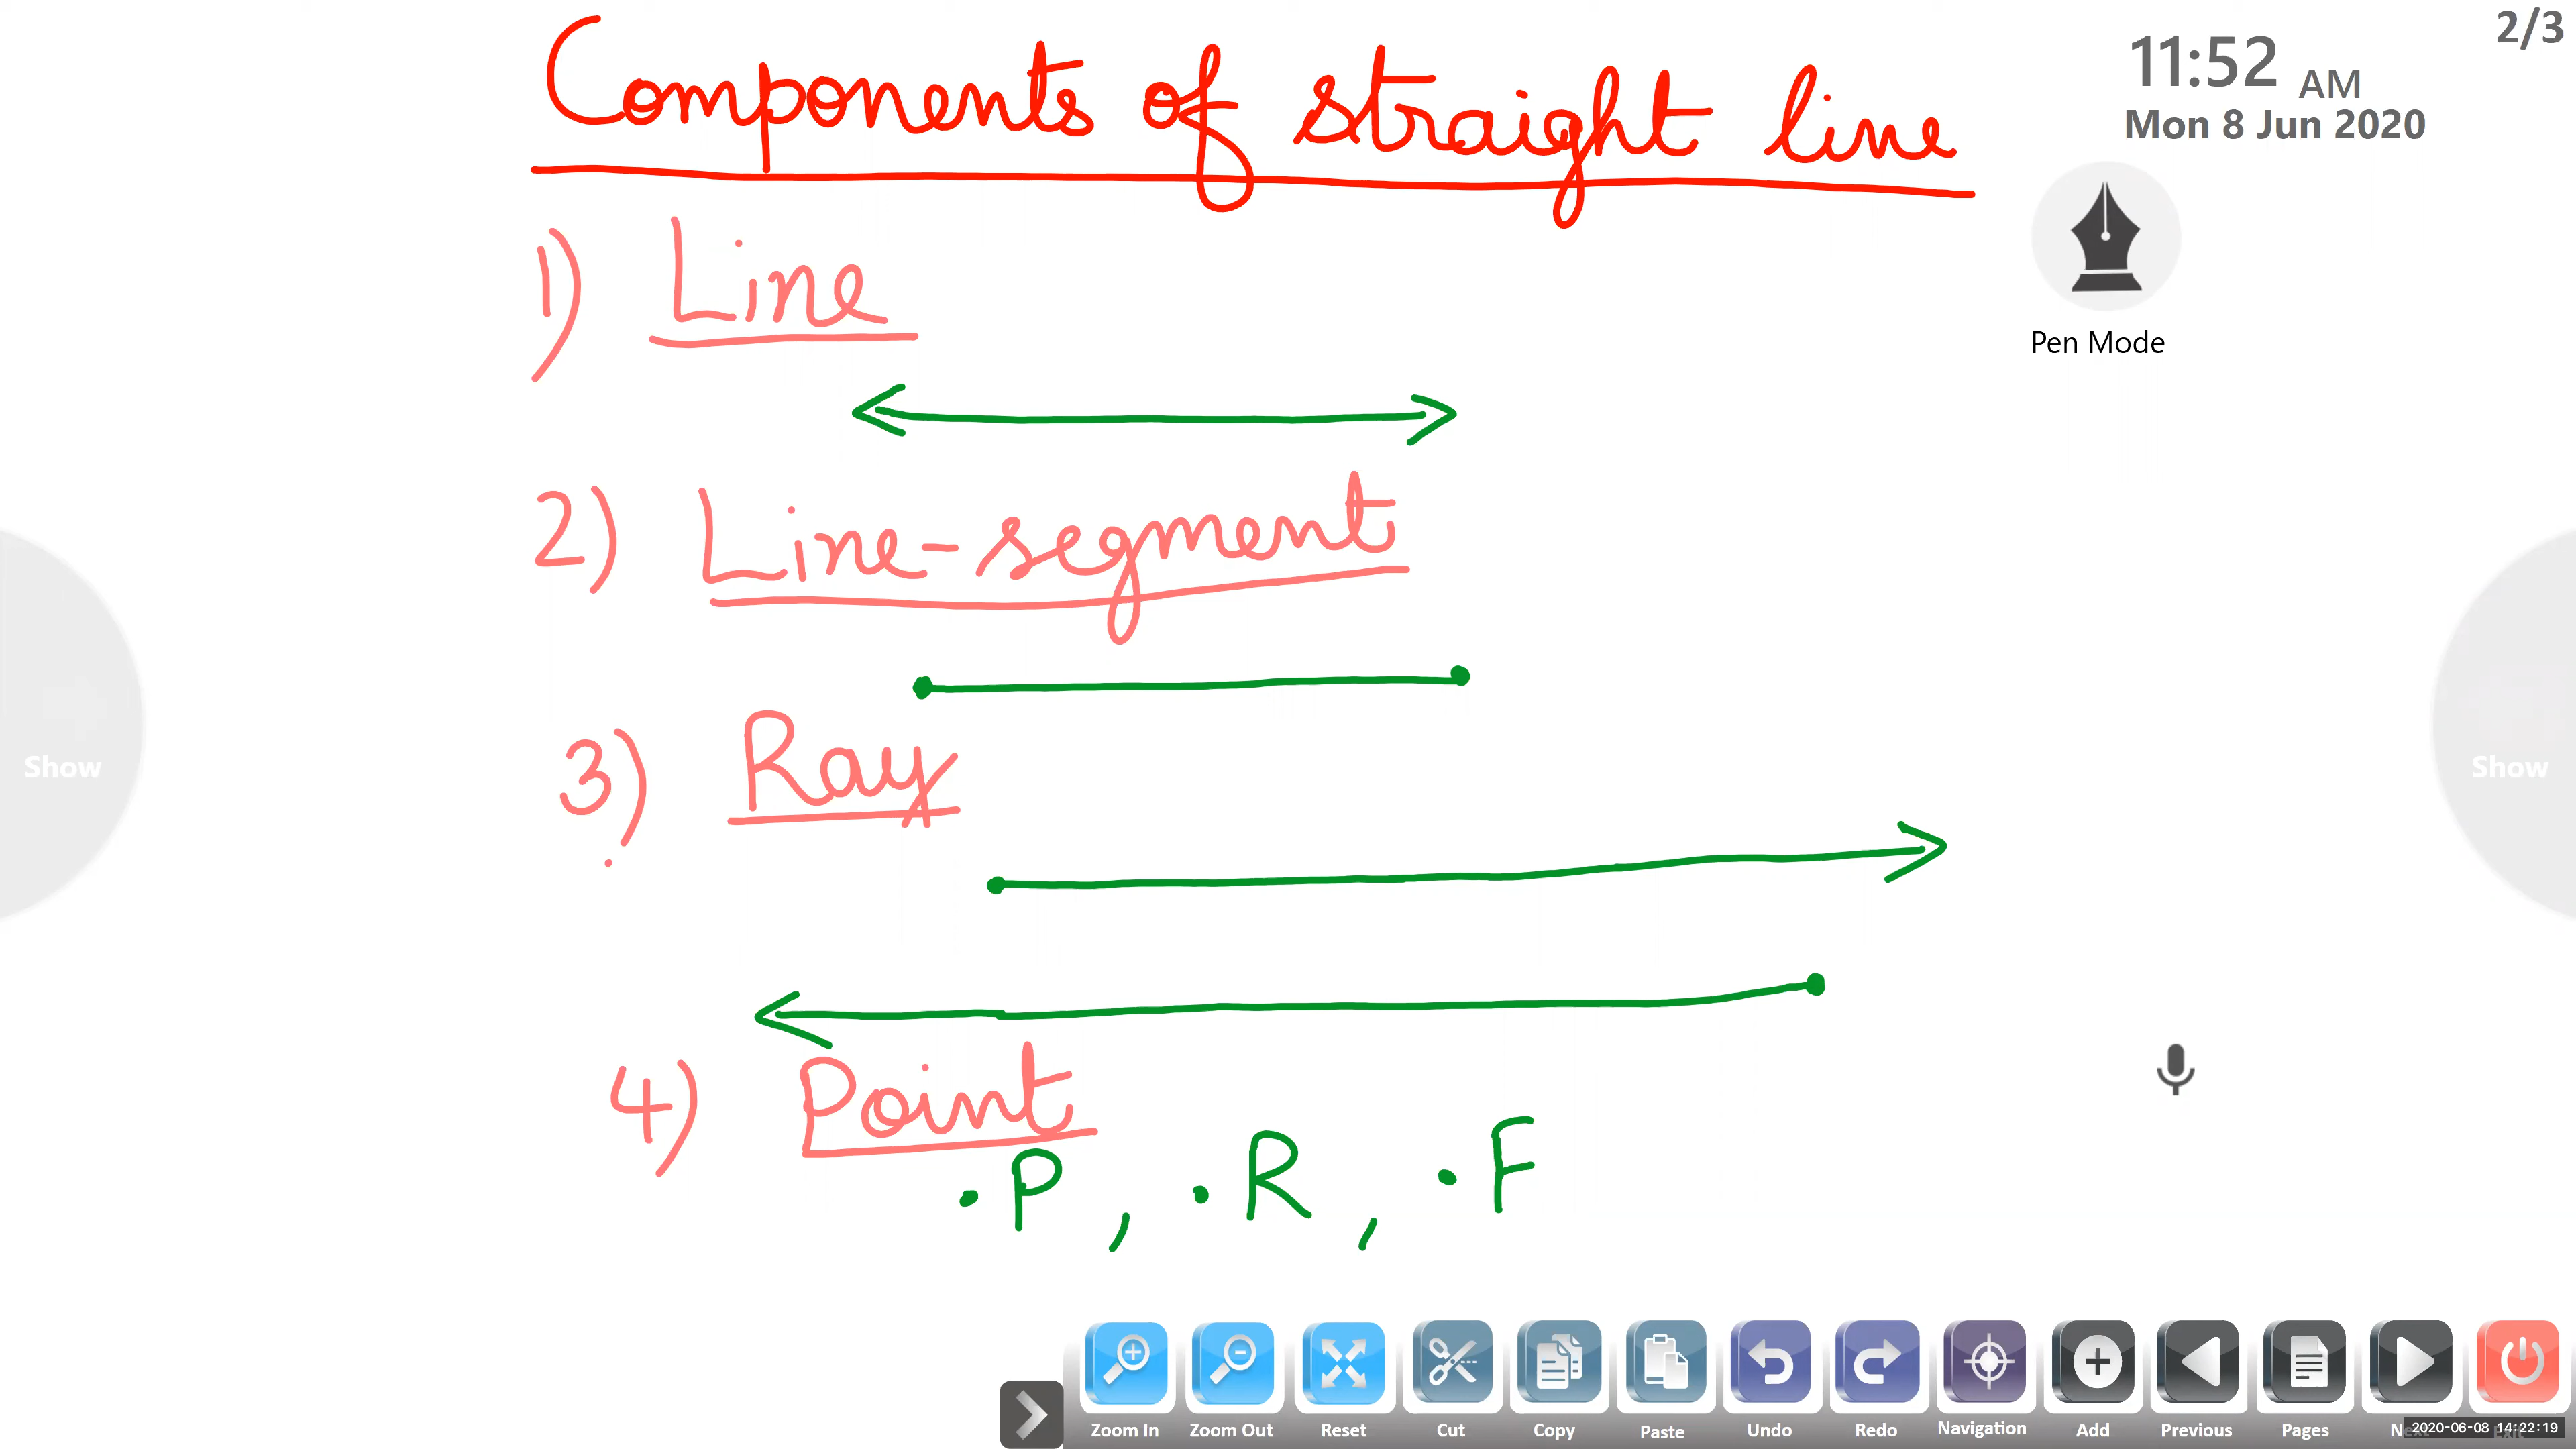 2/3
11:52 AM
Mon 8 Jun 2020
Components of straight line
Pen Mode
1) Line
2) Line-segment
3) Ray
Show
Show
4) Point
.P, .R, .F
Zoom In Zoom Out Reset Cut Copy Paste Undo Redo Navigation Add Previous Pages
2020-06-08 14:22:19